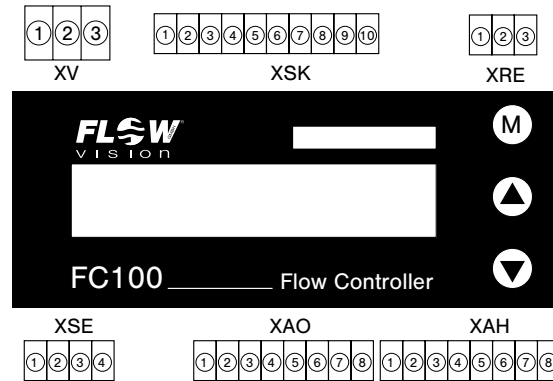 ① ② ③ ① ② ③ ④ ⑤ ⑥ ⑦ ⑧ ⑨ ⑩ ① ② ③
XV XSK XRE
FLOW M
vision
FC100 Flow Controller
XSE XAO XAH
① ② ③ ④ ① ② ③ ④ ⑤ ⑥ ⑦ ⑧ ① ② ③ ④ ⑤ ⑥ ⑦ ⑧